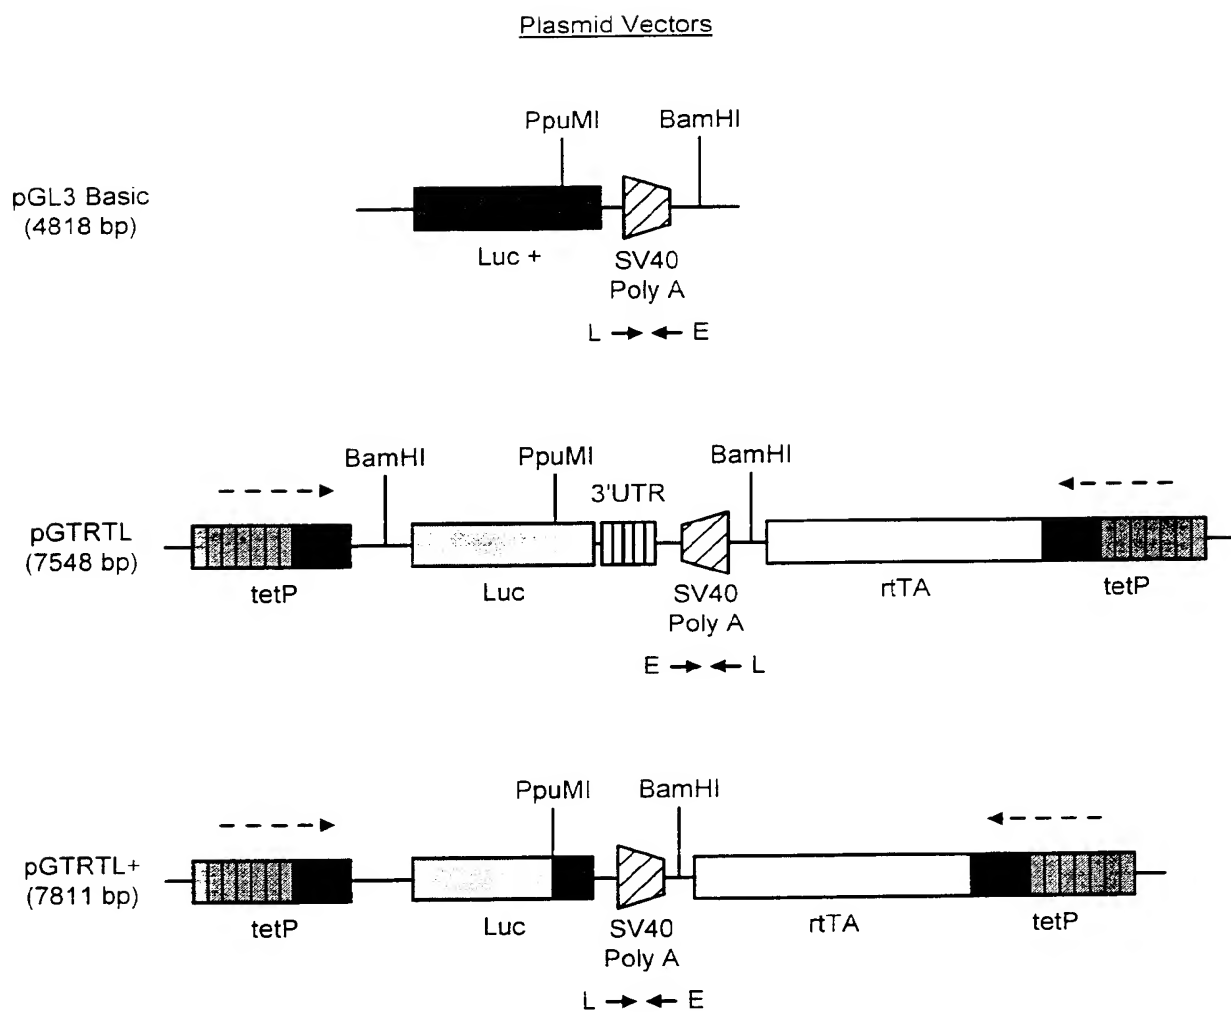 Plasmid Vectors
PpuMI BamHI
pGL3 Basic
(4818 bp)
Luc + SV40
Poly A
L E
BamHI PpuMI BamHI
3'UTR
pGTRTL
(7548 bp)
tetP Luc SV40 rtTA tetP
Poly A
E L
PpuMI BamHI
pGTRTL+
(7811 bp)
tetP Luc SV40 rtTA tetP
Poly A
L E